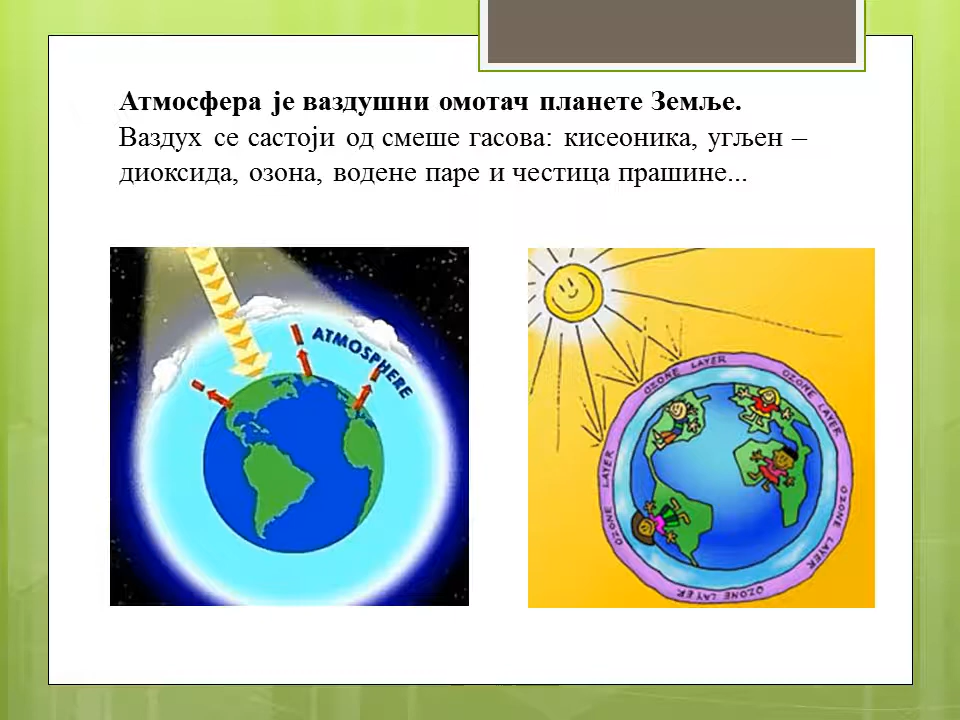 Атмосфера је ваздушни омотач планете Земље.
Ваздух се састоји од смеше гасова: кисеоника, угљен –
диоксида, озона, водене паре и честица прашине...
ATMOSPHERE
OZONE LAYER
OZONE LAYER
OZONE LAYER
OZONE LAYER
OZONE LAYER